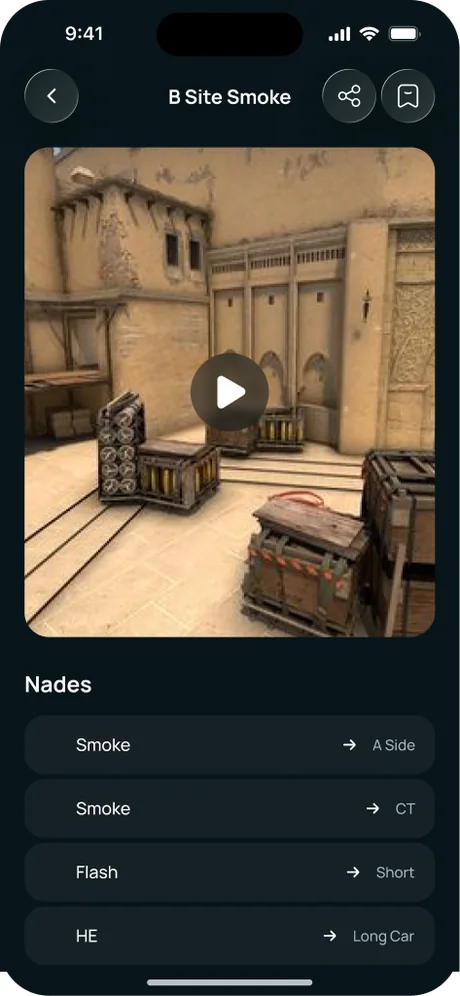 9:41
B Site Smoke
Nades
Smoke → A Side
Smoke → CT
Flash → Short
HE → Long Car